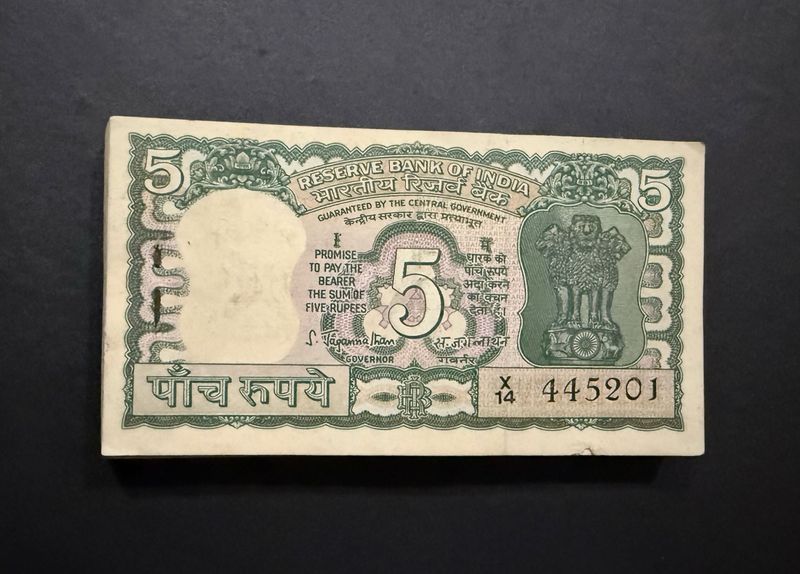 5
5
RESERVE BANK OF INDIA
भारतीय रिज़र्व बैंक
GUARANTEED BY THE CENTRAL GOVERNMENT
केन्द्रीय सरकार द्वारा प्रत्याभूत
I
PROMISE
TO PAY THE
BEARER
THE SUM OF
FIVE RUPEES
5
मैं
धारक को
पाँच रुपये
अदा करने
का वचन
देता हूँ।
S. Jagannathan
स. जगन्नाथन
GOVERNOR
गवर्नर
पाँच रुपये
X
14
445201